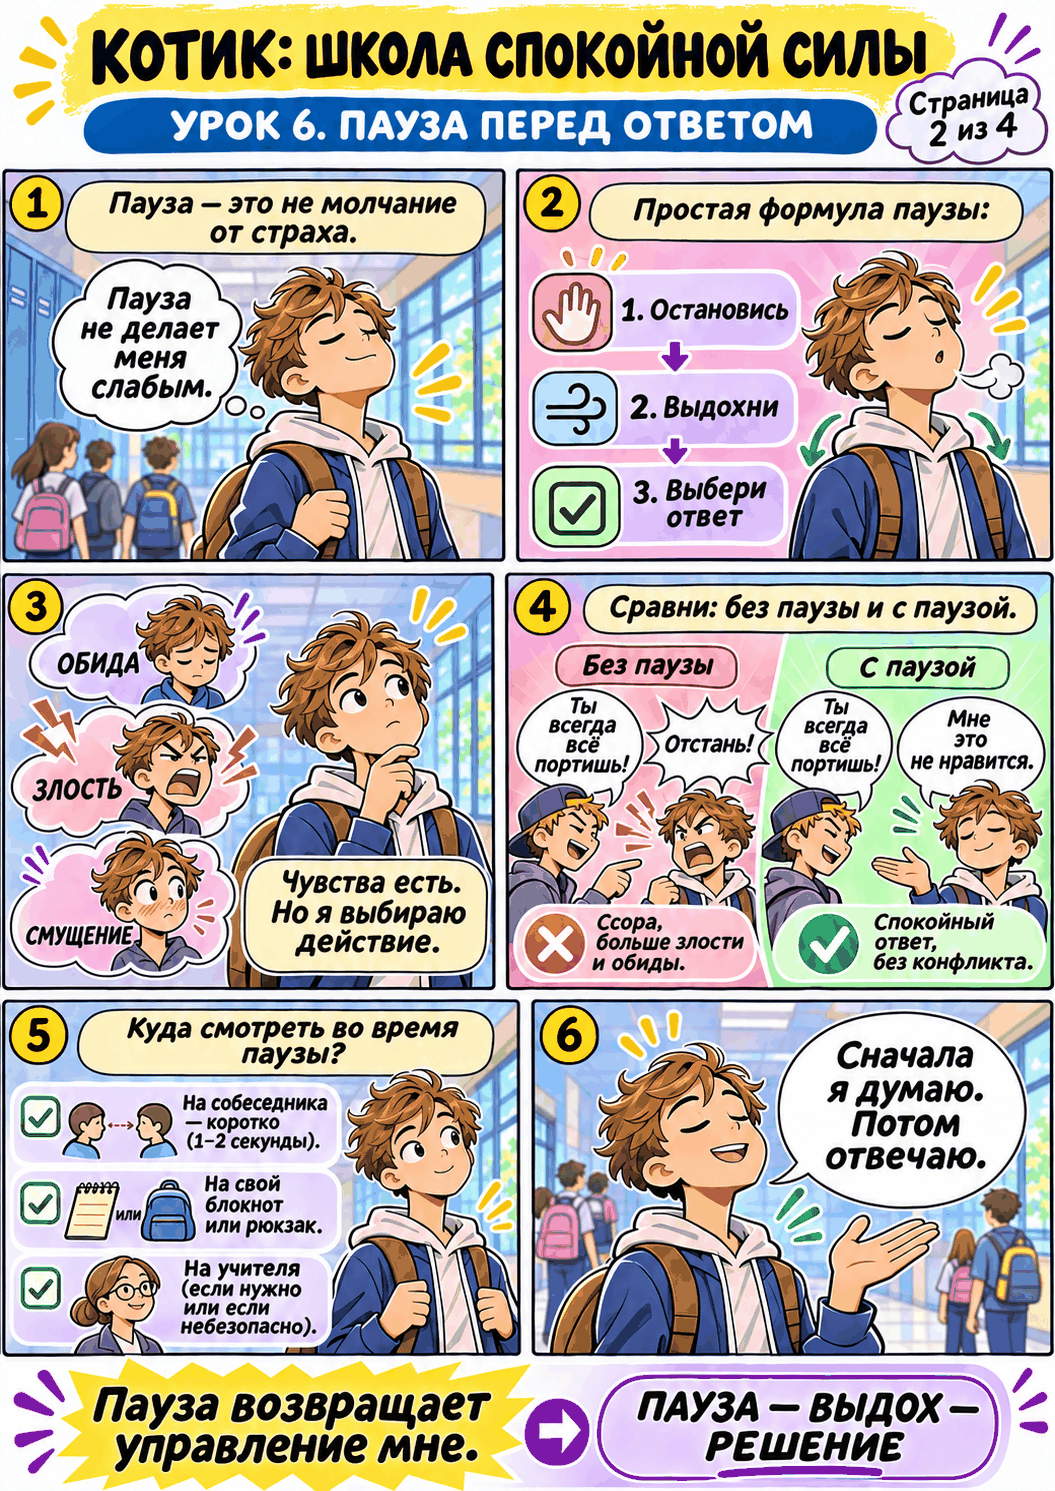 КОТИК: ШКОЛА СПОКОЙНОЙ СИЛЫ
УРОК 6. ПАУЗА ПЕРЕД ОТВЕТОМ
Страница
2 из 4
1
Пауза – это не молчание
от страха.
Пауза
не делает
меня
слабым.
2
Простая формула паузы:
1. Остановись
2. Выдохни
3. Выбери
ответ
3
ОБИДА
ЗЛОСТЬ
СМУЩЕНИЕ
Чувства есть.
Но я выбираю
действие.
4
Сравни: без паузы и с паузой.
Без паузы
Ты
всегда
всё
портишь!
Отстань!
Ссора,
больше злости
и обиды.
С паузой
Ты
всегда
всё
портишь!
Мне
это
не нравится.
Спокойный
ответ,
без конфликта.
5
Куда смотреть во время
паузы?
На собеседника
– коротко
(1–2 секунды).
или
На свой
блокнот
или рюкзак.
На учителя
(если нужно
или если
небезопасно).
6
Сначала
я думаю.
Потом
отвечаю.
Пауза возвращает
управление мне.
ПАУЗА – ВЫДОХ –
РЕШЕНИЕ